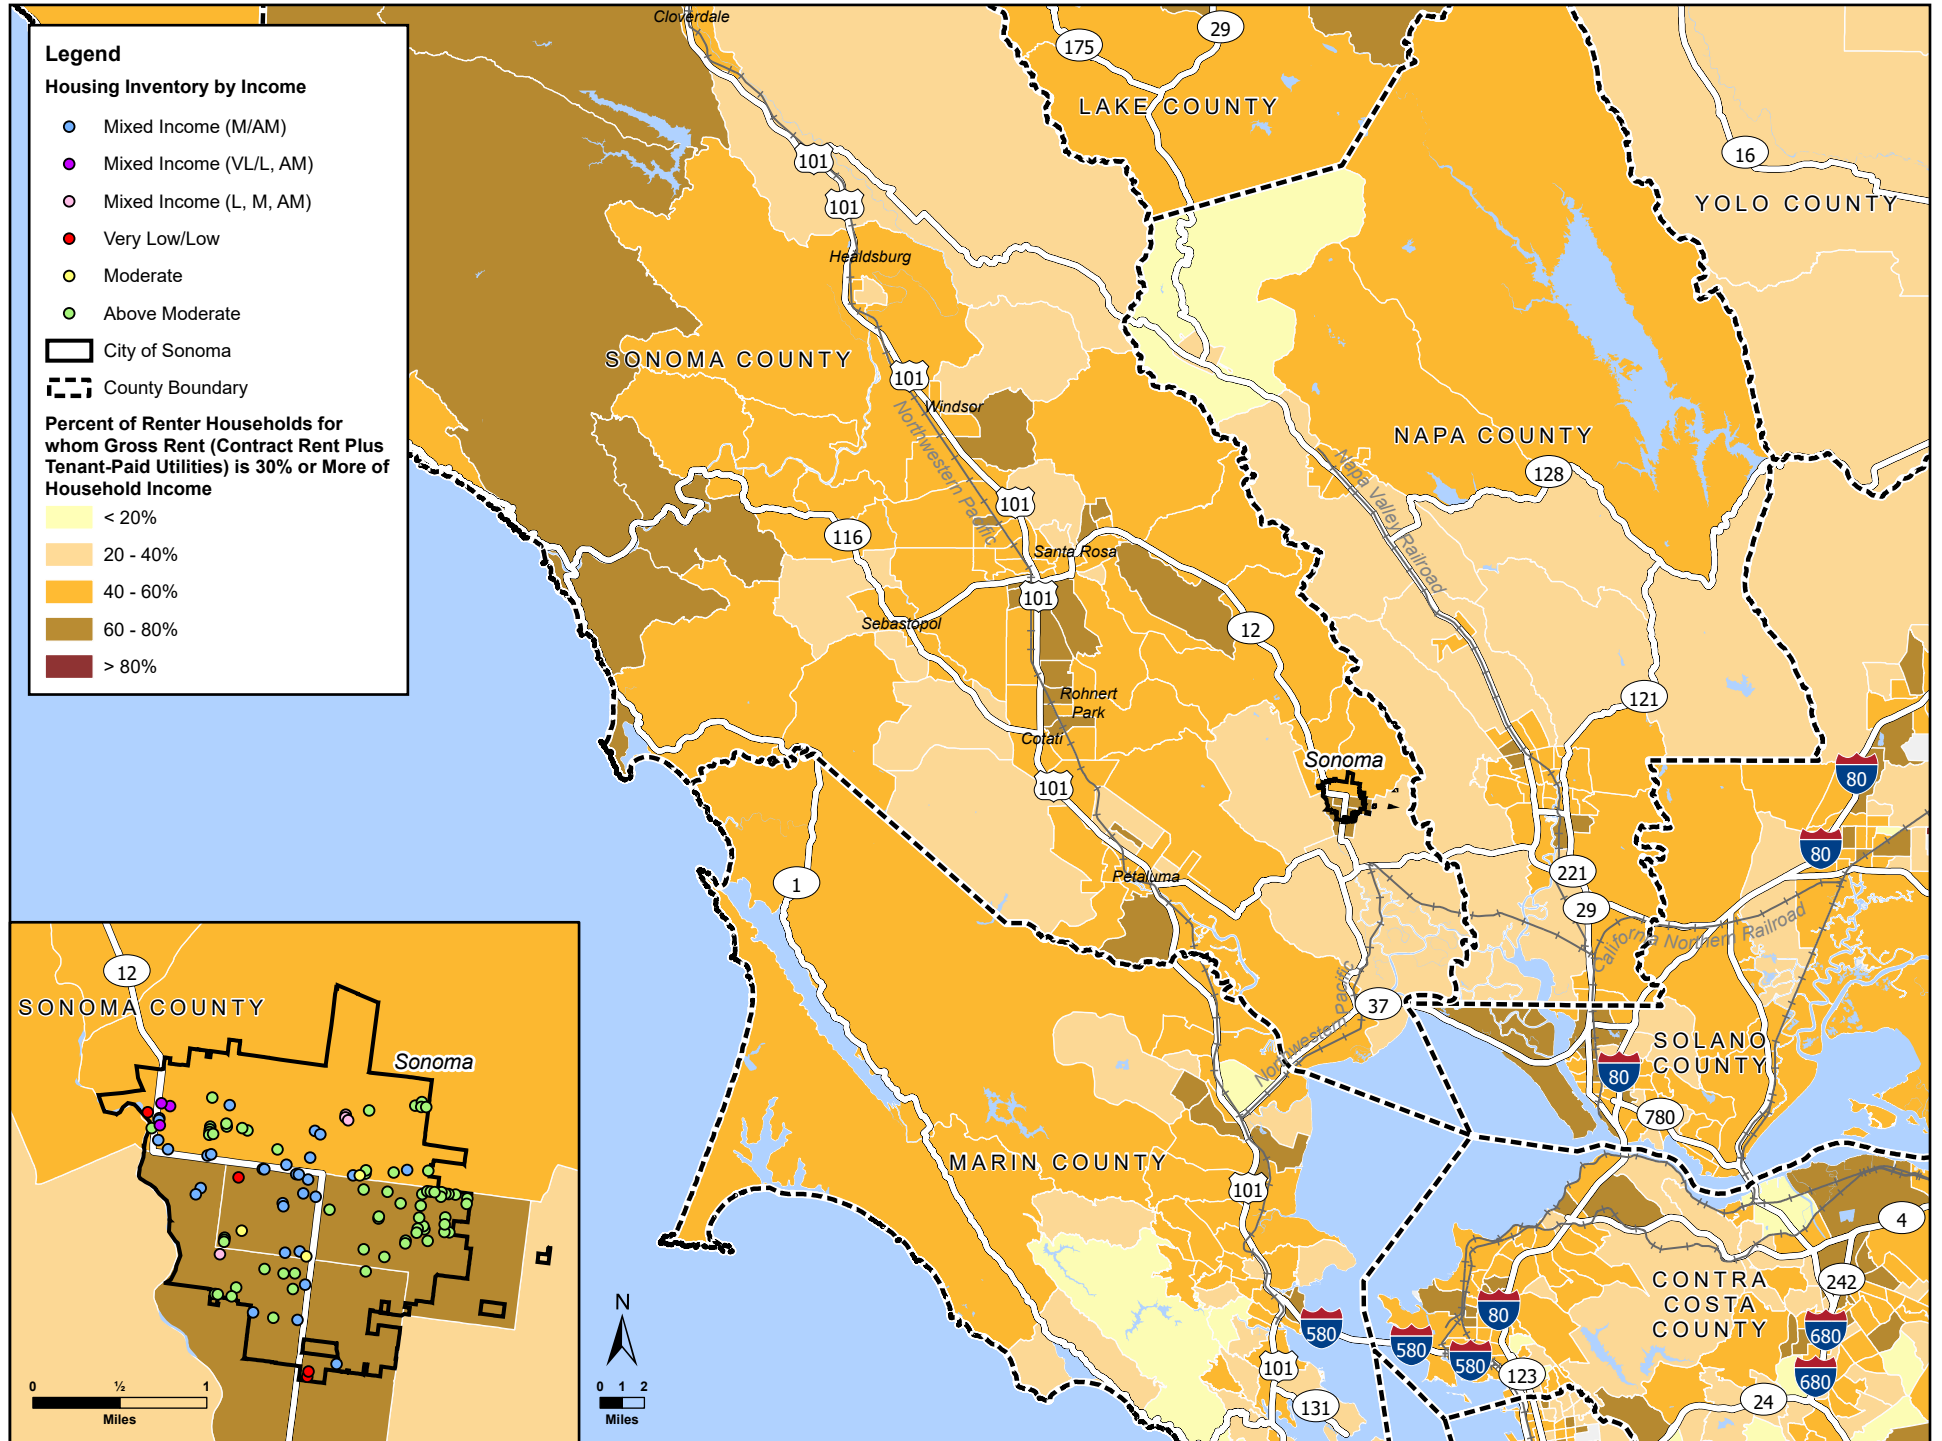 Legend
Housing Inventory by Income
Mixed Income (M/AM)
Mixed Income (VL/L, AM)
Mixed Income (L, M, AM)
Very Low/Low
Moderate
Above Moderate
City of Sonoma
County Boundary
Percent of Renter Households for
whom Gross Rent (Contract Rent Plus
Tenant-Paid Utilities) is 30% or More of
Household Income
< 20%
20 - 40%
40 - 60%
60 - 80%
> 80%
Cloverdale
175
29
LAKE COUNTY
16
YOLO COUNTY
101
101
Healdsburg
SONOMA COUNTY
101
Windsor
Northwestern Pacific
NAPA COUNTY
Napa Valley Railroad
128
101
116
Santa Rosa
101
Sebastopol
12
Rohnert
Park
121
Cotati
Sonoma
101
80
80
Petaluma
1
221
29
California Northern Railroad
Northwestern Pacific
37
SOLANO
COUNTY
80
780
MARIN COUNTY
101
4
CONTRA
COSTA
COUNTY
242
80
580
580
580
680
680
101
123
131
24
12
SONOMA COUNTY
Sonoma
0 ½ 1
Miles
N
0 1 2
Miles